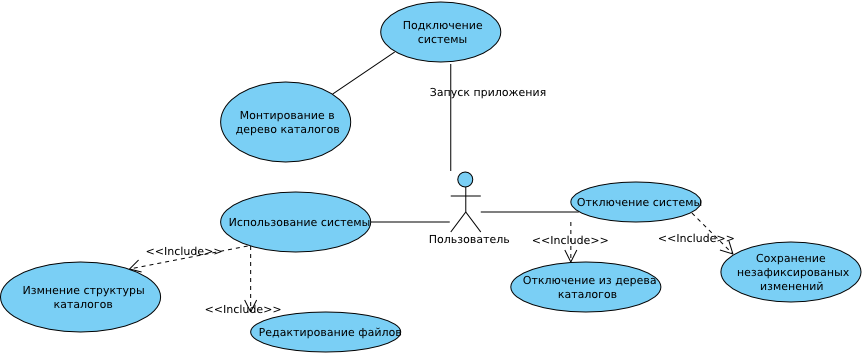 Подключение
системы
Запуск приложения
Монтирование в
дерево каталогов
Пользователь
Использование системы
Отключение системы
<<Include>>
<<Include>>
<<Include>>
<<Include>>
Измнение структуры
каталогов
Редактирование файлов
Отключение из дерева
каталогов
Сохранение
незафиксированых
изменений